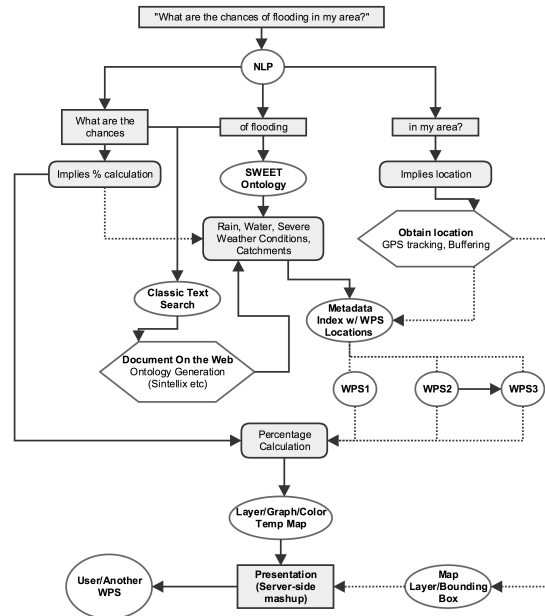 "What are the chances of flooding in my area?"
NLP
What are the
chances
of flooding
in my area?
Implies % calculation
SWEET
Ontology
Implies location
Rain, Water, Severe
Weather Conditions,
Catchments
Obtain location
GPS tracking, Buffering
Classic Text
Search
Metadata
Index w/ WPS
Locations
Document On the Web
Ontology Generation
(Sintellix etc)
WPS1
WPS2
WPS3
Percentage
Calculation
Layer/Graph/Color
Temp Map
User/Another
WPS
Presentation
(Server-side
mashup)
Map
Layer/Bounding
Box